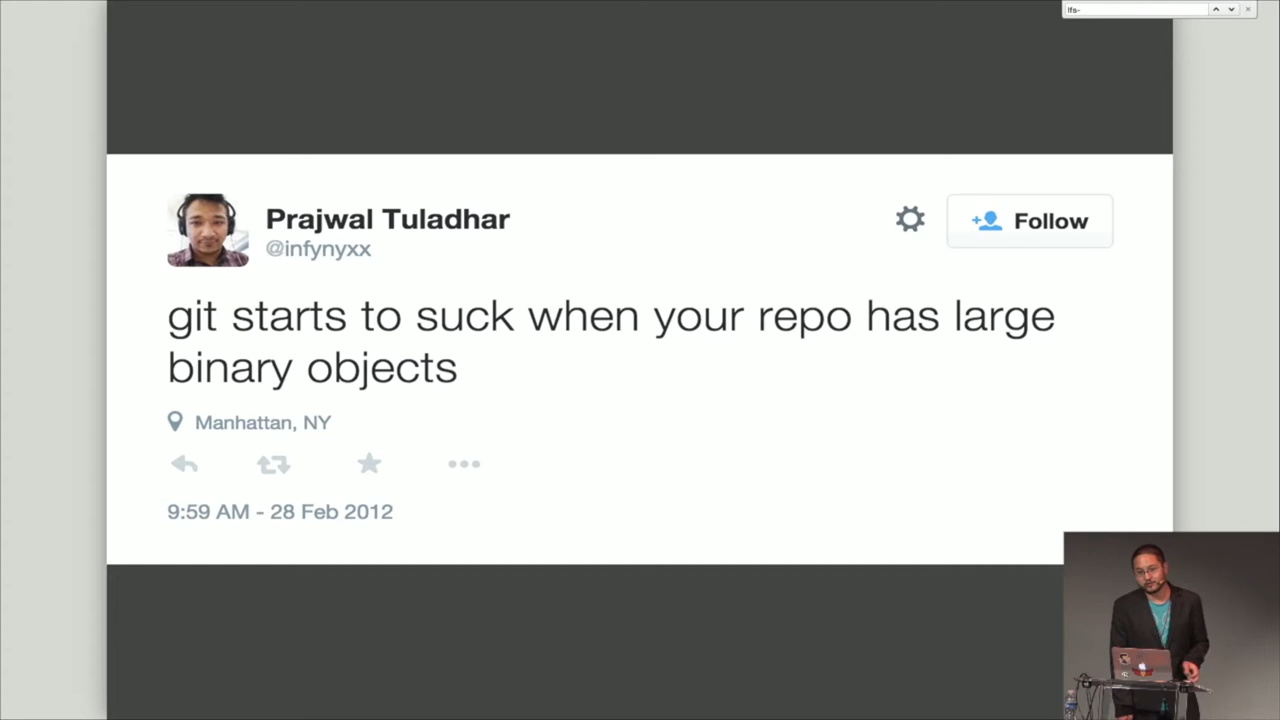 lfs-
Prajwal Tuladhar
@infynyxx
Follow
git starts to suck when your repo has large
binary objects
Manhattan, NY
9:59 AM - 28 Feb 2012